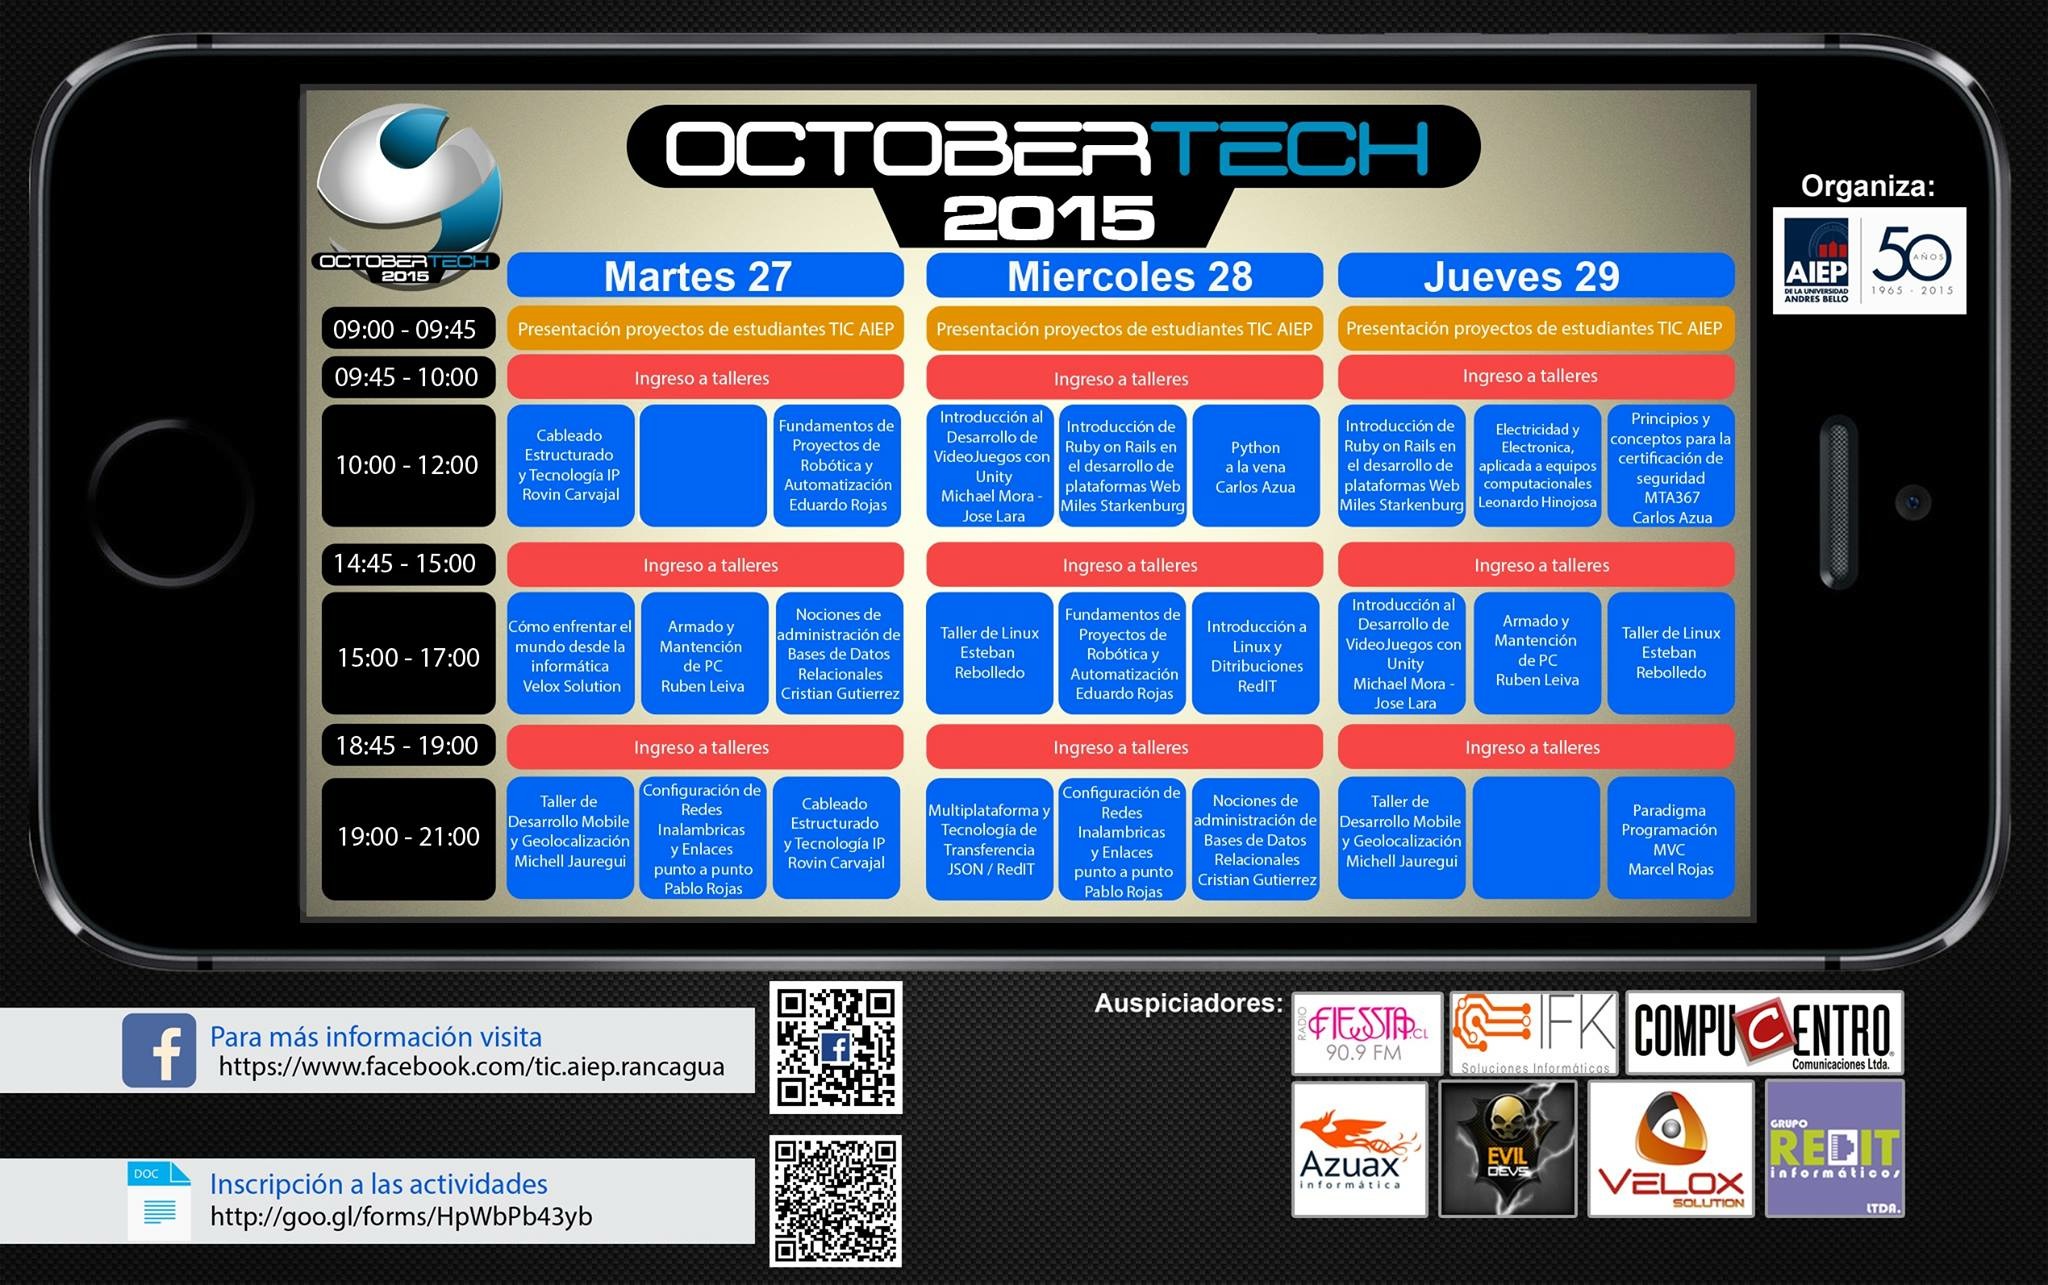 OCTOBERTECH
2015
OCTOBERTECH
2015
Organiza:
AIEP
DE LA UNIVERSIDAD
ANDRES BELLO
50
AÑOS
1965 - 2015
Martes 27
Miercoles 28
Jueves 29
09:00 - 09:45
Presentación proyectos de estudiantes TIC AIEP
Presentación proyectos de estudiantes TIC AIEP
Presentación proyectos de estudiantes TIC AIEP
09:45 - 10:00
Ingreso a talleres
Ingreso a talleres
Ingreso a talleres
10:00 - 12:00
Cableado
Estructurado
y Tecnología IP
Rovin Carvajal
Fundamentos de
Proyectos de
Robótica y
Automatización
Eduardo Rojas
Introducción al
Desarrollo de
VideoJuegos con
Unity
Michael Mora -
Jose Lara
Introducción de
Ruby on Rails en
el desarrollo de
plataformas Web
Miles Starkenburg
Python
a la vena
Carlos Azua
Introducción de
Ruby on Rails en
el desarrollo de
plataformas Web
Miles Starkenburg
Electricidad y
Electronica,
aplicada a equipos
computacionales
Leonardo Hinojosa
Principios y
conceptos para la
certificación de
seguridad
MTA367
Carlos Azua
14:45 - 15:00
Ingreso a talleres
Ingreso a talleres
Ingreso a talleres
15:00 - 17:00
Cómo enfrentar el
mundo desde la
informática
Velox Solution
Armado y
Mantención
de PC
Ruben Leiva
Nociones de
administración de
Bases de Datos
Relacionales
Cristian Gutierrez
Taller de Linux
Esteban
Rebolledo
Fundamentos de
Proyectos de
Robótica y
Automatización
Eduardo Rojas
Introducción a
Linux y
Ditribuciones
RedIT
Introducción al
Desarrollo de
VideoJuegos con
Unity
Michael Mora -
Jose Lara
Armado y
Mantención
de PC
Ruben Leiva
Taller de Linux
Esteban
Rebolledo
18:45 - 19:00
Ingreso a talleres
Ingreso a talleres
Ingreso a talleres
19:00 - 21:00
Taller de
Desarrollo Mobile
y Geolocalización
Michell Jauregui
Configuración de
Redes
Inalambricas
y Enlaces
punto a punto
Pablo Rojas
Cableado
Estructurado
y Tecnología IP
Rovin Carvajal
Multiplataforma y
Tecnología de
Transferencia
JSON / RedIT
Configuración de
Redes
Inalambricas
y Enlaces
punto a punto
Pablo Rojas
Nociones de
administración de
Bases de Datos
Relacionales
Cristian Gutierrez
Taller de
Desarrollo Mobile
y Geolocalización
Michell Jauregui
Paradigma
Programación
MVC
Marcel Rojas
Para más información visita
https://www.facebook.com/tic.aiep.rancagua
DOC
Inscripción a las actividades
http://goo.gl/forms/HpWbPb43yb
Auspiciadores:
RADIO
FIESSTA.CL
90.9 FM
IFK
Soluciones Informáticas
COMPUCENTRO
Comunicaciones Ltda.
Azuax
informática
EVIL
DEVS
VELOX
SOLUTION
GRUPO
REDIT
informáticos
LTDA.